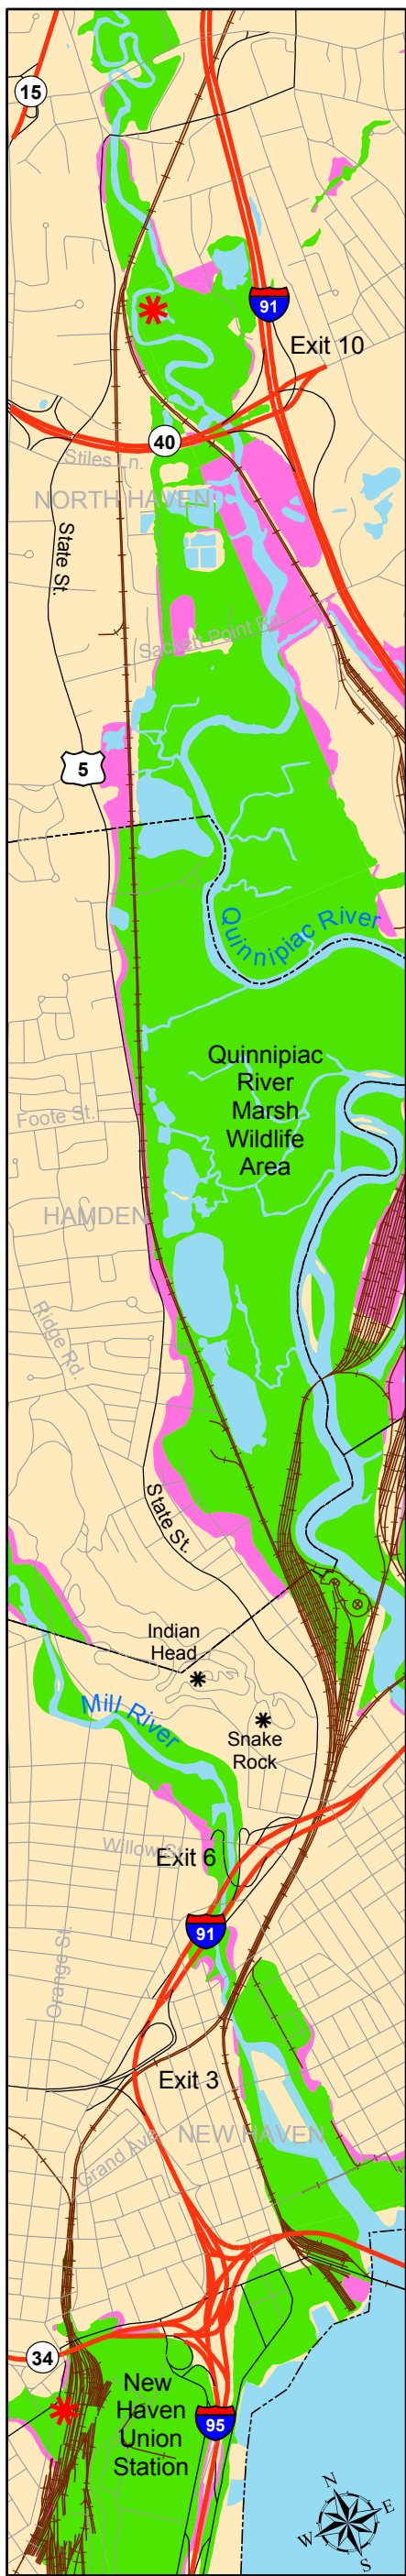 15
91
Exit 10
40
Stiles Ln.
NORTH HAVEN
State St.
Sackett Point Rd.
5
Quinnipiac River
Quinnipiac
River
Marsh
Wildlife
Area
Foote St.
HAMDEN
Ridge Rd.
State St.
Indian
Head
Mill River
Snake
Rock
Willow St.
Exit 6
91
Orange St.
Exit 3
NEW HAVEN
Grand Ave.
34
New
Haven
Union
Station
95
N
E
W
S